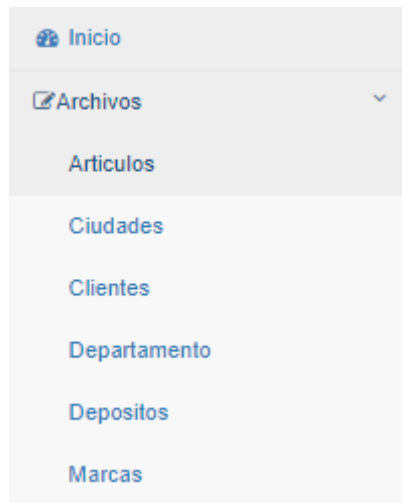 Inicio
Archivos
Articulos
Ciudades
Clientes
Departamento
Depositos
Marcas